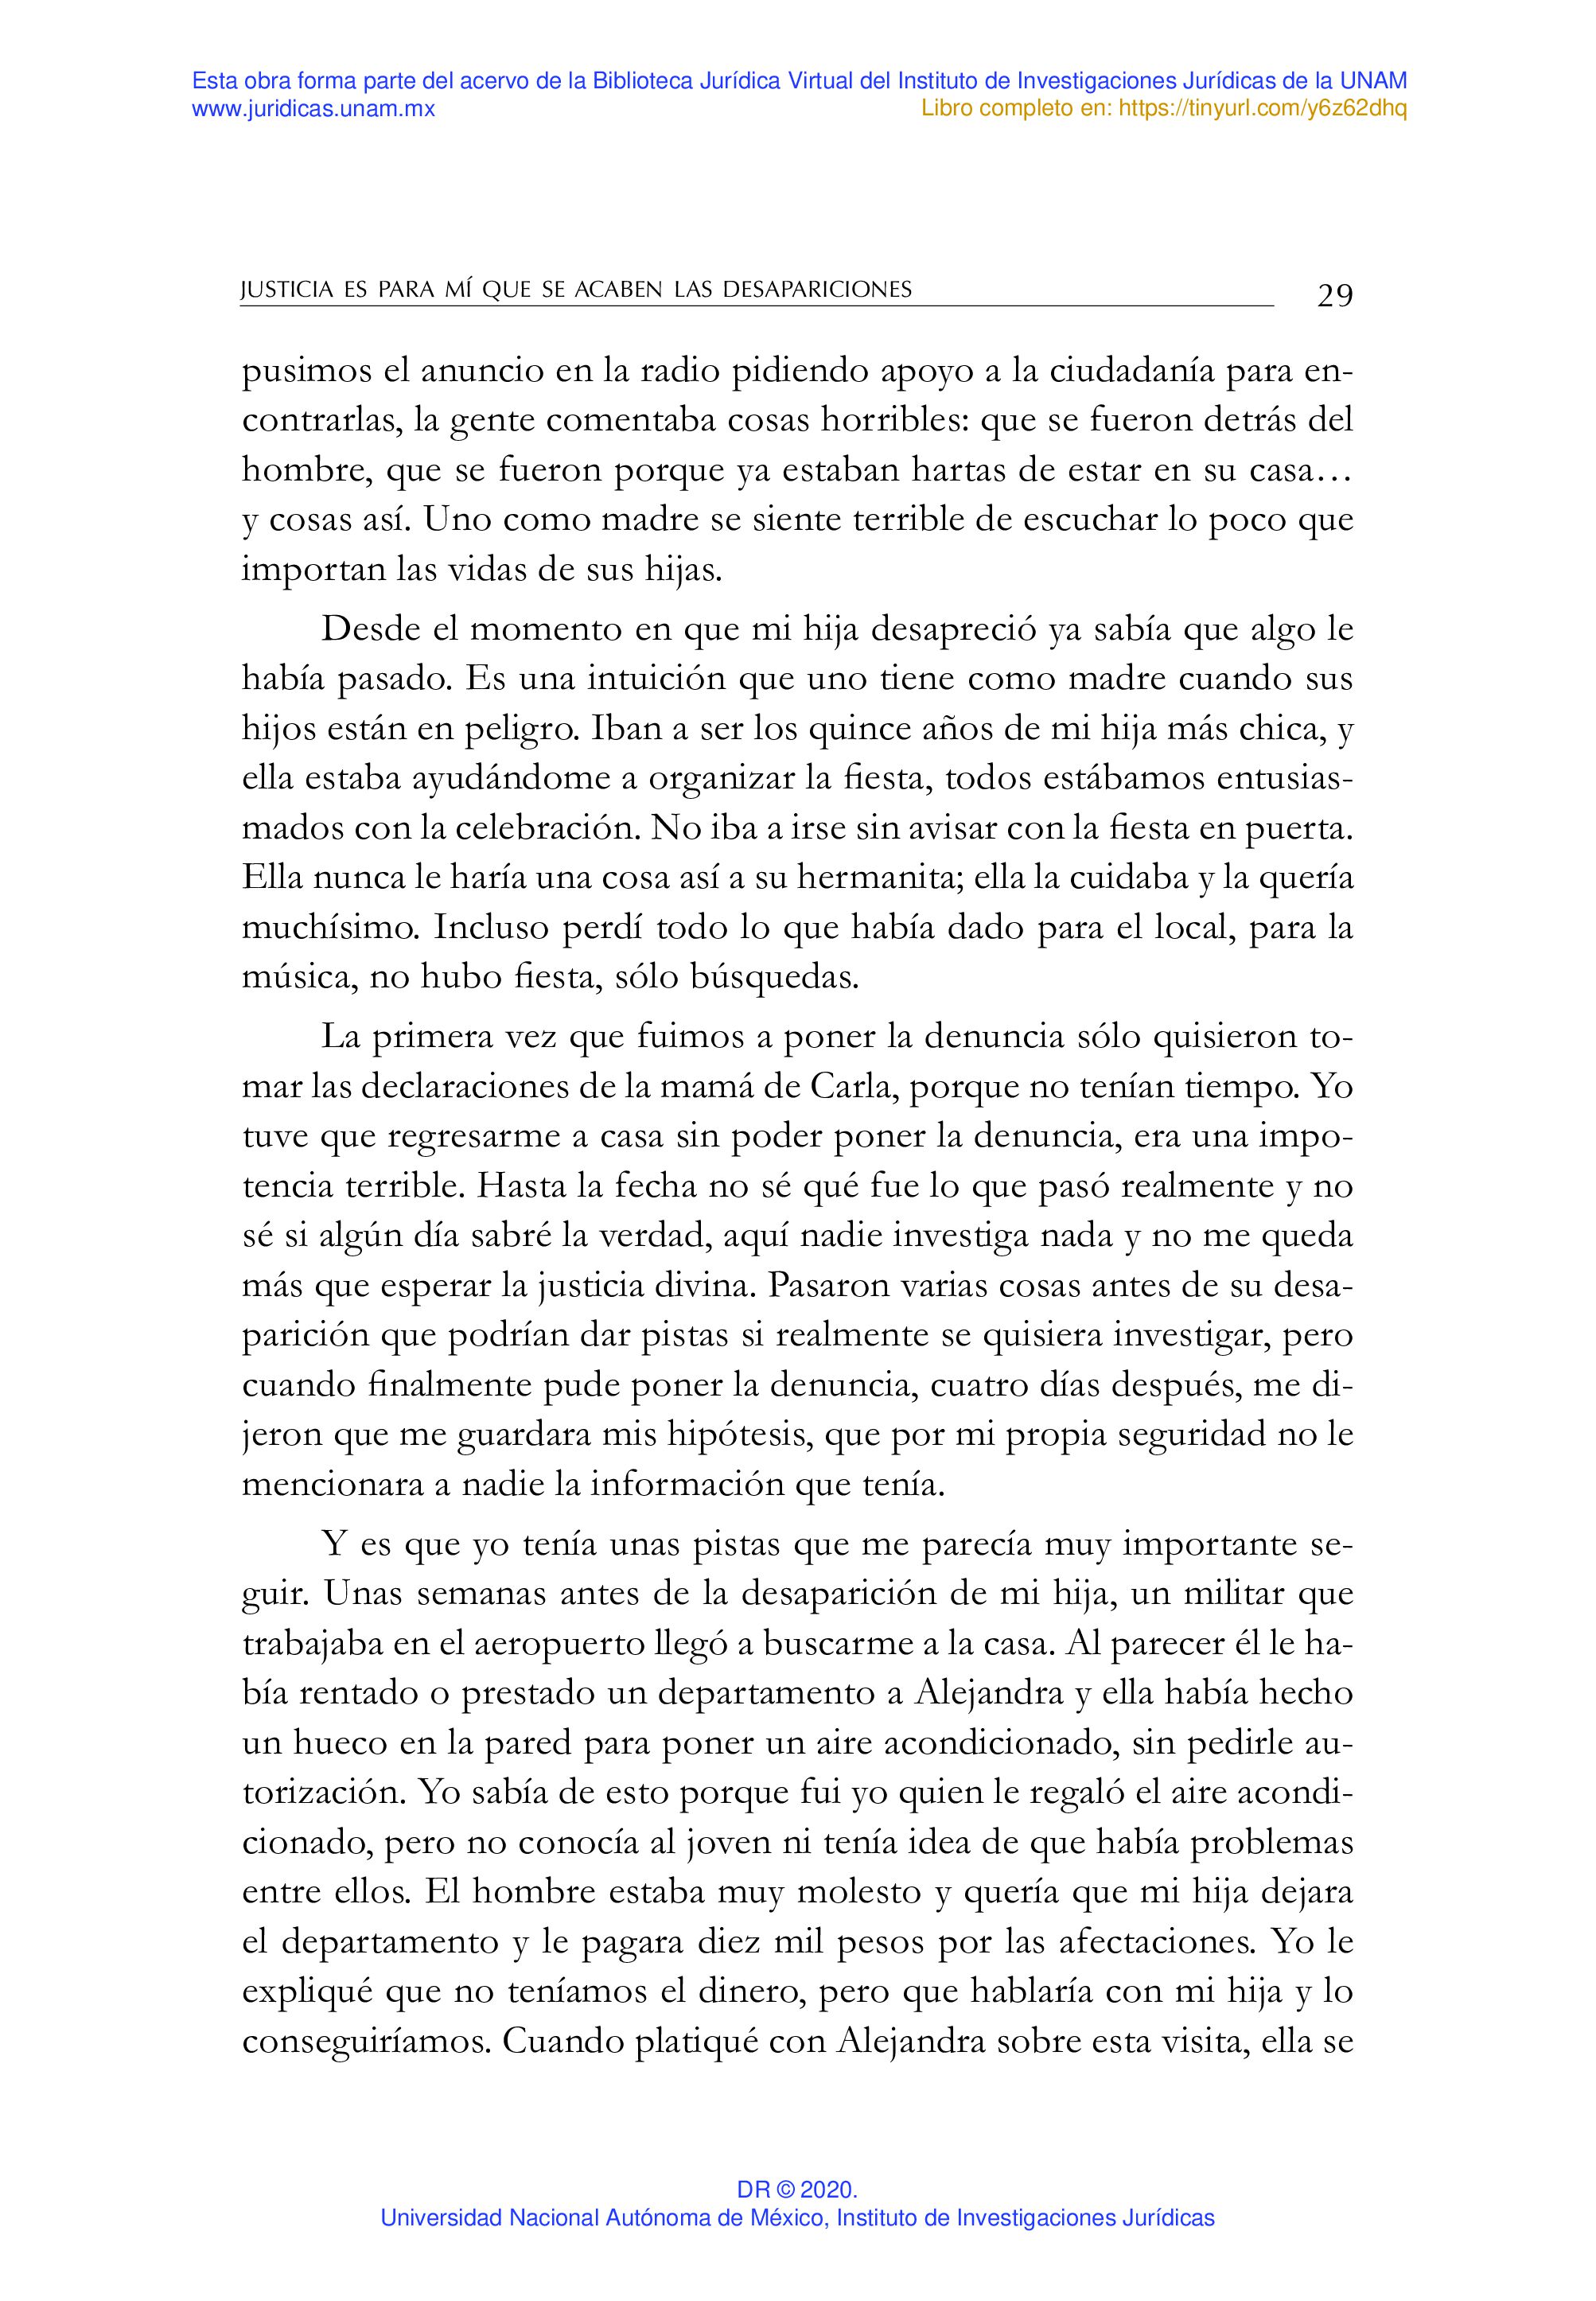 Esta obra forma parte del acervo de la Biblioteca Jurídica Virtual del Instituto de Investigaciones Jurídicas de la UNAM
www.juridicas.unam.mx
Libro completo en: https://tinyurl.com/y6z62dhq
JUSTICIA ES PARA MÍ QUE SE ACABEN LAS DESAPARICIONES
29
pusimos el anuncio en la radio pidiendo apoyo a la ciudadanía para en-
contrarlas, la gente comentaba cosas horribles: que se fueron detrás del
hombre, que se fueron porque ya estaban hartas de estar en su casa…
y cosas así. Uno como madre se siente terrible de escuchar lo poco que
importan las vidas de sus hijas.
Desde el momento en que mi hija desapreció ya sabía que algo le
había pasado. Es una intuición que uno tiene como madre cuando sus
hijos están en peligro. Iban a ser los quince años de mi hija más chica, y
ella estaba ayudándome a organizar la fiesta, todos estábamos entusias-
mados con la celebración. No iba a irse sin avisar con la fiesta en puerta.
Ella nunca le haría una cosa así a su hermanita; ella la cuidaba y la quería
muchísimo. Incluso perdí todo lo que había dado para el local, para la
música, no hubo fiesta, sólo búsquedas.
La primera vez que fuimos a poner la denuncia sólo quisieron to-
mar las declaraciones de la mamá de Carla, porque no tenían tiempo. Yo
tuve que regresarme a casa sin poder poner la denuncia, era una impo-
tencia terrible. Hasta la fecha no sé qué fue lo que pasó realmente y no
sé si algún día sabré la verdad, aquí nadie investiga nada y no me queda
más que esperar la justicia divina. Pasaron varias cosas antes de su desa-
parición que podrían dar pistas si realmente se quisiera investigar, pero
cuando finalmente pude poner la denuncia, cuatro días después, me di-
jeron que me guardara mis hipótesis, que por mi propia seguridad no le
mencionara a nadie la información que tenía.
Y es que yo tenía unas pistas que me parecía muy importante se-
guir. Unas semanas antes de la desaparición de mi hija, un militar que
trabajaba en el aeropuerto llegó a buscarme a la casa. Al parecer él le ha-
bía rentado o prestado un departamento a Alejandra y ella había hecho
un hueco en la pared para poner un aire acondicionado, sin pedirle au-
torización. Yo sabía de esto porque fui yo quien le regaló el aire acondi-
cionado, pero no conocía al joven ni tenía idea de que había problemas
entre ellos. El hombre estaba muy molesto y quería que mi hija dejara
el departamento y le pagara diez mil pesos por las afectaciones. Yo le
expliqué que no teníamos el dinero, pero que hablaría con mi hija y lo
conseguiríamos. Cuando platiqué con Alejandra sobre esta visita, ella se
DR © 2020.
Universidad Nacional Autónoma de México, Instituto de Investigaciones Jurídicas